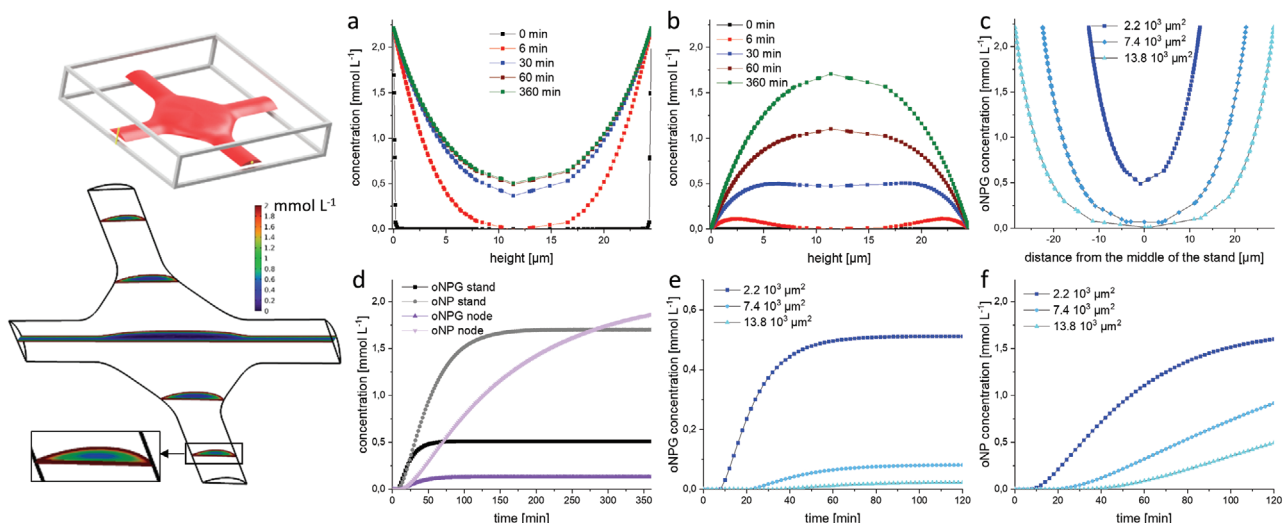 mmol L⁻¹
2
1.8
1.6
1.4
1.2
1
0.8
0.6
0.4
0.2
0
a
concentration [mmol L⁻¹]
2,0
1,5
1,0
0,5
0,0
0 min
6 min
30 min
60 min
360 min
0 5 10 15 20
height [µm]
b
concentration [mmol L⁻¹]
2,0
1,5
1,0
0,5
0,0
0 min
6 min
30 min
60 min
360 min
0 5 10 15 20
height [µm]
c
oNPG concentration [mmol L⁻¹]
2,0
1,5
1,0
0,5
0,0
2.2 10³ µm²
7.4 10³ µm²
13.8 10³ µm²
-20 -10 0 10 20
distance from the middle of the stand [µm]
d
concentration [mmol L⁻¹]
2,0
1,5
1,0
0,5
0,0
oNPG stand
oNP stand
oNPG node
oNP node
0 50 100 150 200 250 300 350
time [min]
e
oNPG concentration [mmol L⁻¹]
0,8
0,6
0,4
0,2
0,0
2.2 10³ µm²
7.4 10³ µm²
13.8 10³ µm²
0 20 40 60 80 100 120
time [min]
f
oNP concentration [mmol L⁻¹]
2,0
1,5
1,0
0,5
0,0
2.2 10³ µm²
7.4 10³ µm²
13.8 10³ µm²
0 20 40 60 80 100 120
time [min]